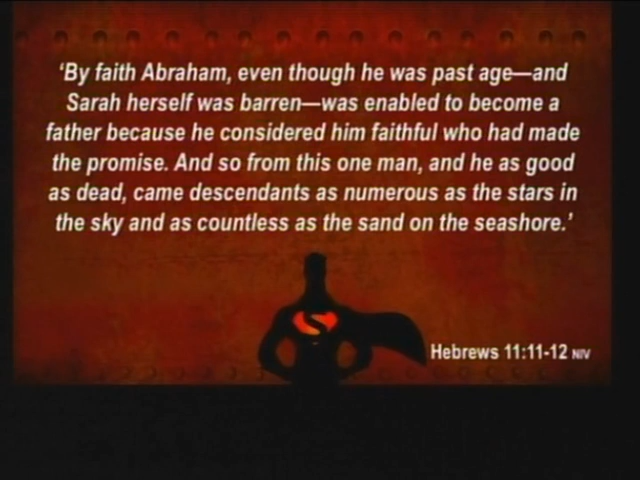 ‘By faith Abraham, even though he was past age—and
Sarah herself was barren—was enabled to become a
father because he considered him faithful who had made
the promise. And so from this one man, and he as good
as dead, came descendants as numerous as the stars in
the sky and as countless as the sand on the seashore.’
S
Hebrews 11:11-12 NIV